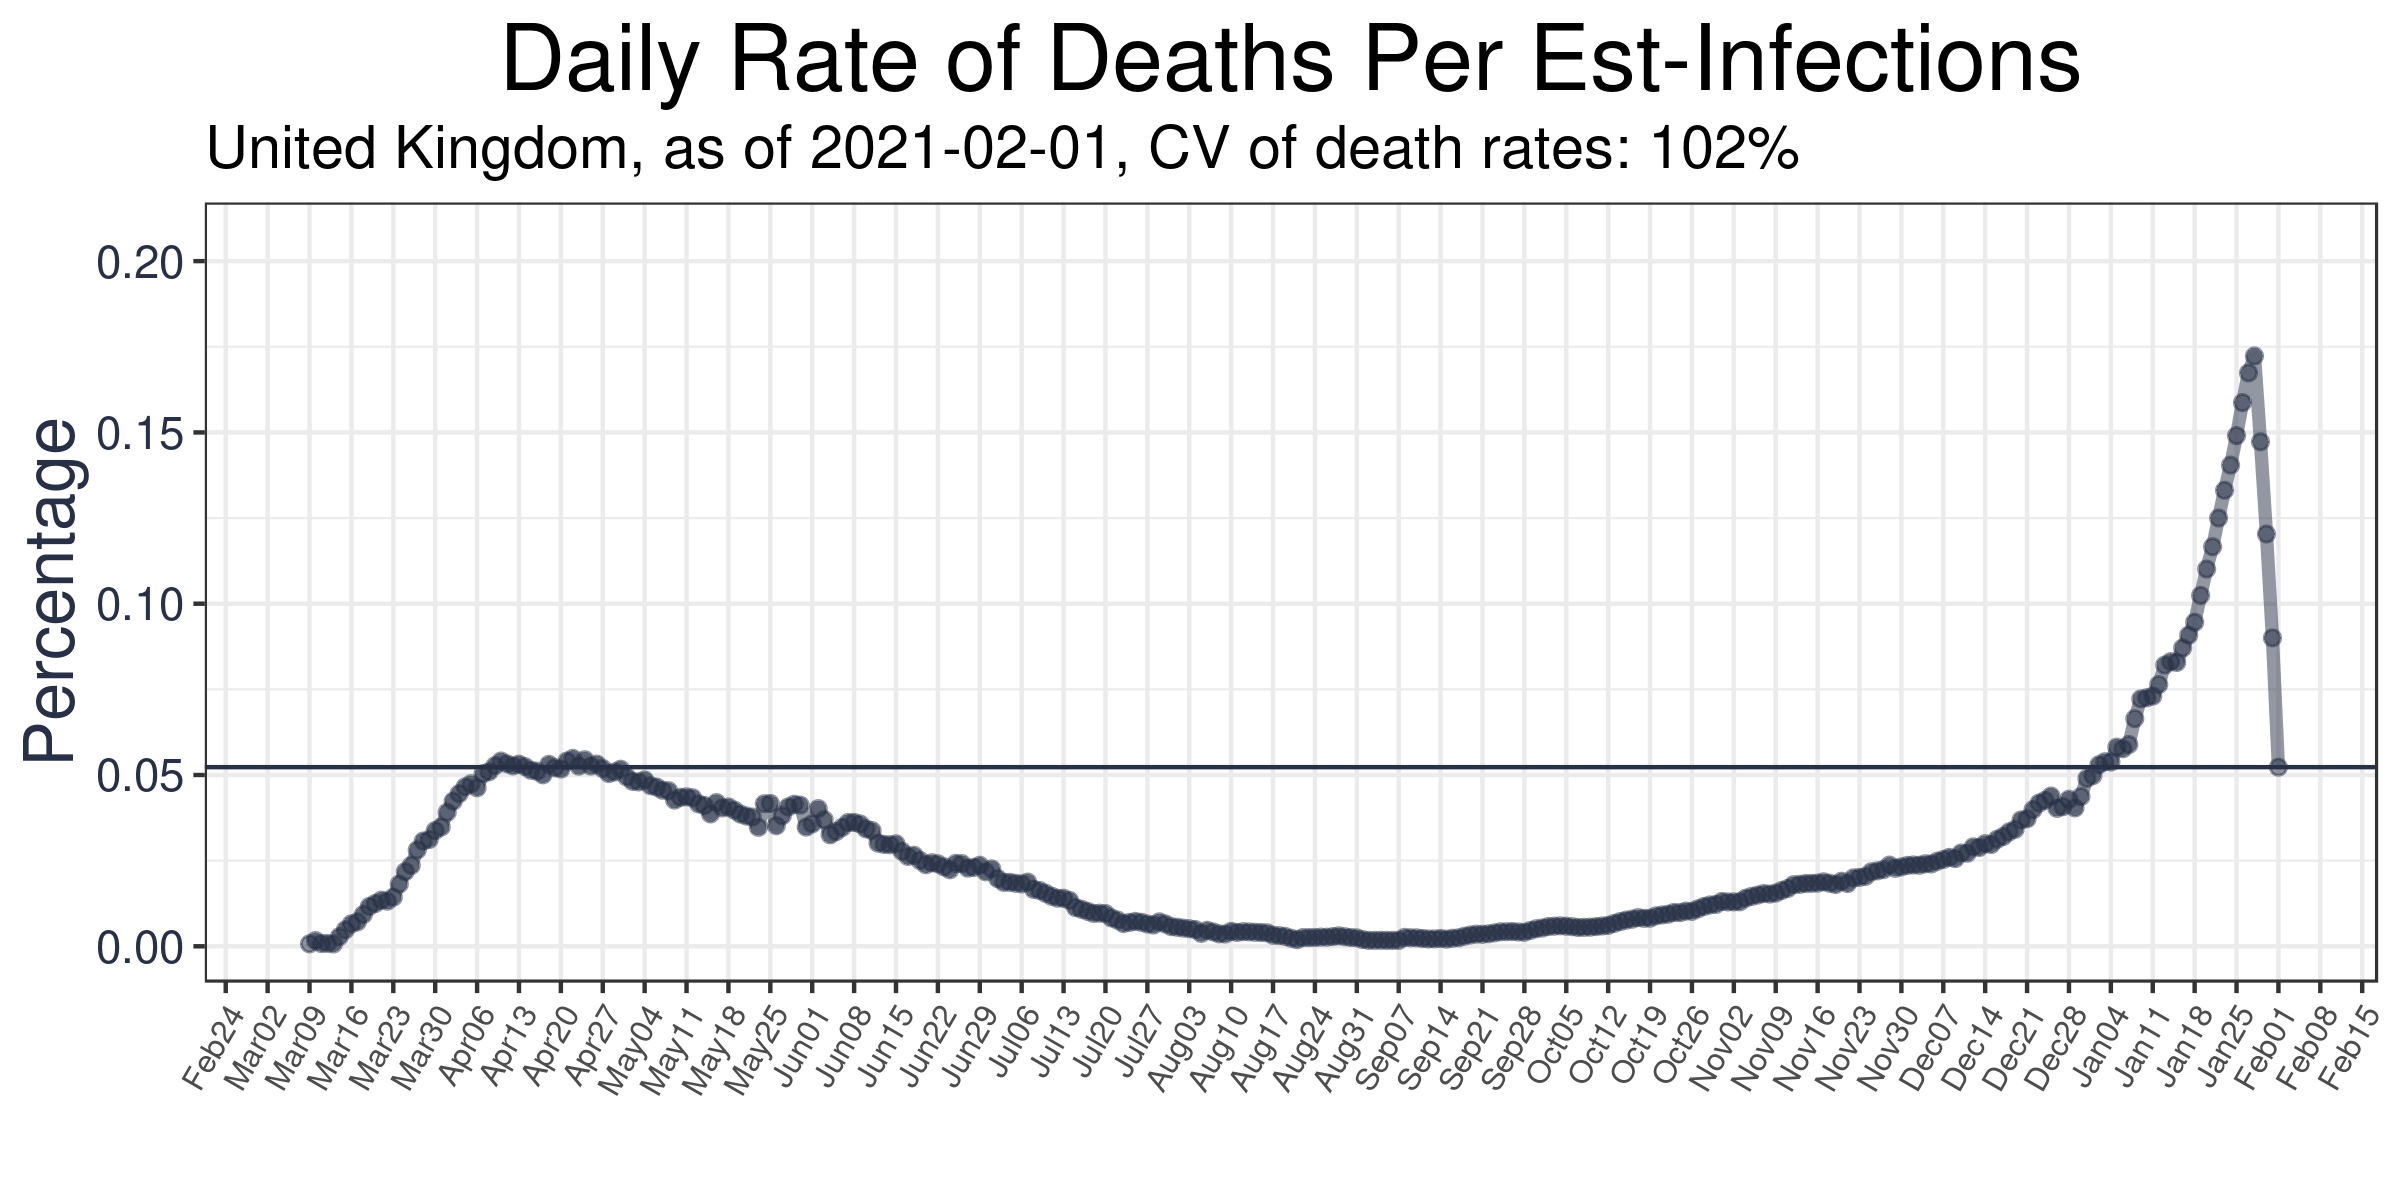 Daily Rate of Deaths Per Est-Infections
United Kingdom, as of 2021-02-01, CV of death rates: 102%
Percentage
0.20
0.15
0.10
0.05
0.00
Feb24
Mar02
Mar09
Mar16
Mar23
Mar30
Apr06
Apr13
Apr20
Apr27
May04
May11
May18
May25
Jun01
Jun08
Jun15
Jun22
Jun29
Jul06
Jul13
Jul20
Jul27
Aug03
Aug10
Aug17
Aug24
Aug31
Sep07
Sep14
Sep21
Sep28
Oct05
Oct12
Oct19
Oct26
Nov02
Nov09
Nov16
Nov23
Nov30
Dec07
Dec14
Dec21
Dec28
Jan04
Jan11
Jan18
Jan25
Feb01
Feb08
Feb15